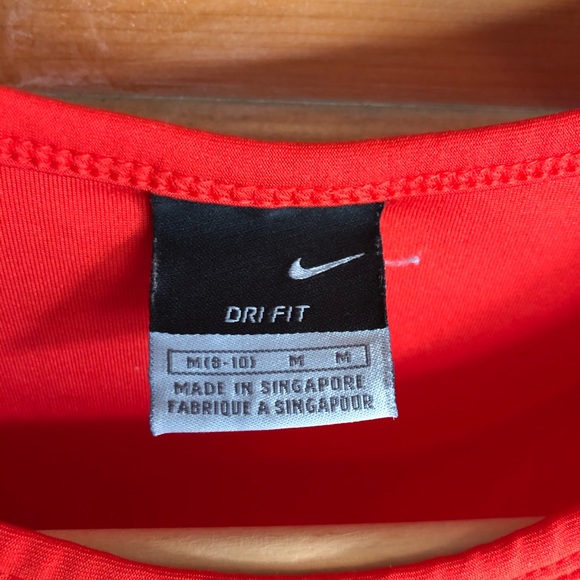 DRI FIT
M(8-10) M M
MADE IN SINGAPORE
FABRIQUE A SINGAPOUR